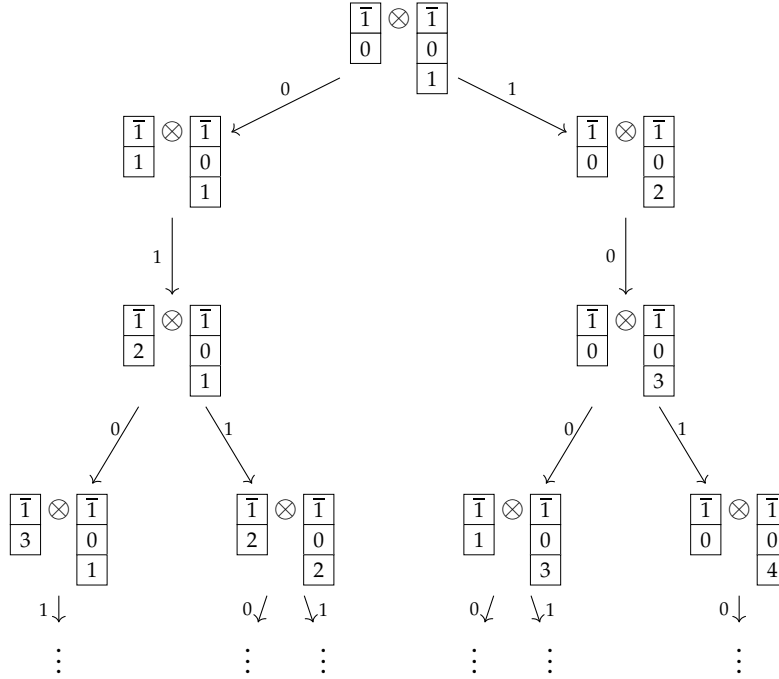 1̅ ⊗ 1̅
0 0
1
0 1
1̅ ⊗ 1̅ 1̅ ⊗ 1̅
1 0 0 0
1 2
1 0
1̅ ⊗ 1̅ 1̅ ⊗ 1̅
2 0 0 0
1 3
0 1 0 1
1̅ ⊗ 1̅ 1̅ ⊗ 1̅ 1̅ ⊗ 1̅ 1̅ ⊗ 1̅
3 0 2 0 1 0 0 0
1 2 3 4
1 0 1 0 1 0
⋮ ⋮ ⋮ ⋮ ⋮ ⋮